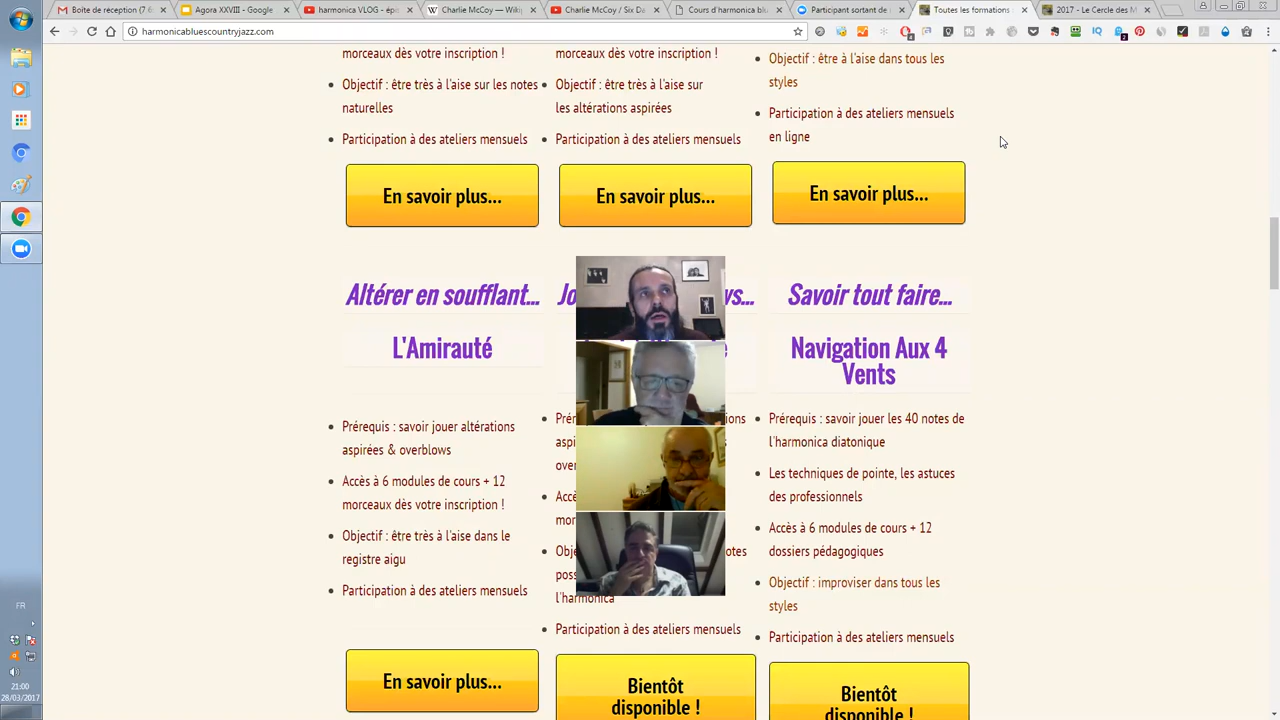 Boîte de réception (7.6
Agora XXVIII - Google
harmonica VLOG - épis
Charlie McCoy — Wikip
Charlie McCoy / Six Da
Cours d'harmonica blu
Participant sortant de
Toutes les formations
2017 - Le Cercle des M
harmonicabluescountryjazz.com
morceaux dès votre inscription !
Objectif : être très à l'aise sur les notes
naturelles
Participation à des ateliers mensuels
En savoir plus...
morceaux dès votre inscription !
Objectif : être très à l'aise sur
les altérations aspirées
Participation à des ateliers mensuels
En savoir plus...
Objectif : être à l'aise dans tous les
styles
Participation à des ateliers mensuels
en ligne
En savoir plus...
Altérer en soufflant...
L'Amirauté
Prérequis : savoir jouer altérations
aspirées & overblows
Accès à 6 modules de cours + 12
morceaux dès votre inscription !
Objectif : être très à l'aise dans le
registre aigu
Participation à des ateliers mensuels
En savoir plus...
l'harmonica
Participation à des ateliers mensuels
Bientôt
disponible !
Savoir tout faire...
Navigation Aux 4
Vents
Prérequis : savoir jouer les 40 notes de
l'harmonica diatonique
Les techniques de pointe, les astuces
des professionnels
Accès à 6 modules de cours + 12
dossiers pédagogiques
Objectif : improviser dans tous les
styles
Participation à des ateliers mensuels
Bientôt
disponible !
FR
21:00
28/03/2017